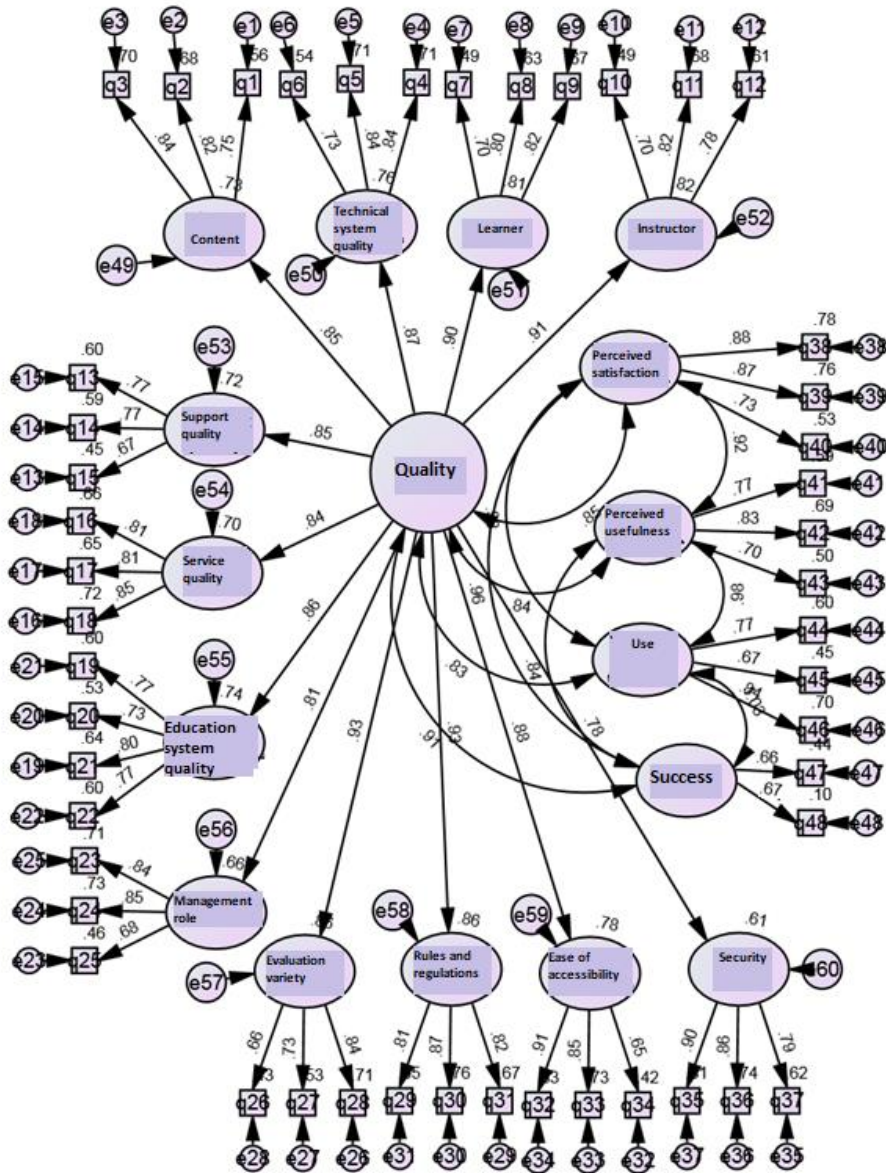 e3 e2 e1 e6 e5 e4 e7 e8 e9 e10 e11 e12
.70 .68 .56 .54 .71 .71 .49 .63 .67 .49 .68 .61
q3 q2 q1 q6 q5 q4 q7 q8 q9 q10 q11 q12
.84 .82 .75 .73 .84 .84 .70 .80 .82 .70 .82 .78
.73 .76 .81 .82
Content
Technical
system
quality
Learner
Instructor
e49 e50 e51 e52
.85 .87 .90 .91
Quality
e53
.72
Support
quality
.85
.60
e15 q13 .77
.59
e14 q14 .77
.45
e13 q15 .67
e54
.70
Service
quality
.84
.66
e18 q16 .81
.65
e17 q17 .81
.72
e16 q18 .85
e55
.74
Education
system
quality
.86
.60
e21 q19 .77
.53
e20 q20 .73
.64
e19 q21 .80
.60
e22 q22 .77
e56
.66
Management
role
.81
.71
e25 q23 .84
.73
e24 q24 .85
.46
e23 q25 .68
Perceived
satisfaction
.78
.88 q38 e38
.76
.87 q39 e39
.53
.73 q40 e40
.92
Perceived
usefulness
.77 q41 e41
.69
.83 q42 e42
.50
.70 q43 e43
.86
Use
.60
.77 q44 e44
.45
.67 q45 e45
.70
q46 e46
Success
.44
.66 q47 e47
.10
.67 q48 e48
.85 .96 .84 .83 .84 .91
.93 .93 .88 .78
e57 e58 e59 60
.86 .78 .61
Evaluation
variety
Rules and
regulations
Ease of
accessibility
Security
.66 .73 .84 .81 .87 .82 .91 .85 .65 .90 .86 .79
.53 .71 .76 .67 .73 .42 .74 .62
q26 q27 q28 q29 q30 q31 q32 q33 q34 q35 q36 q37
e28 e27 e26 e31 e30 e29 e34 e33 e32 e37 e36 e35